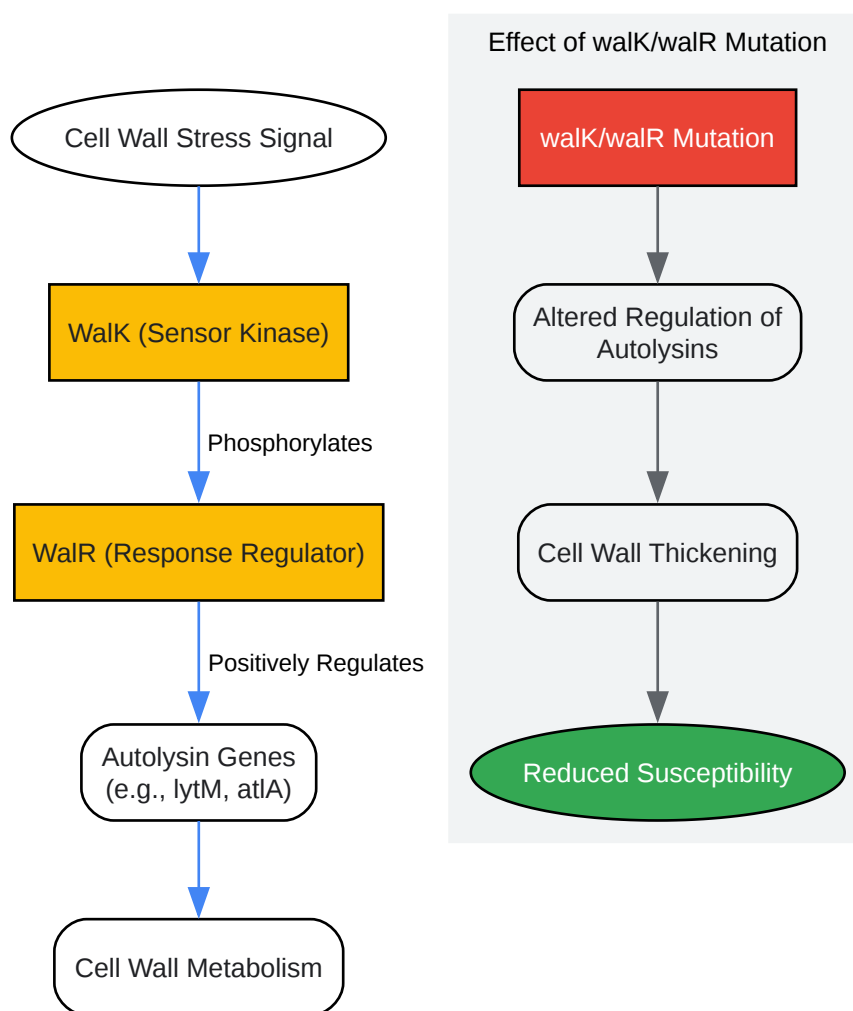 Effect of walK/walR Mutation
Cell Wall Stress Signal
walK/walR Mutation
WalK (Sensor Kinase)
Altered Regulation of
Autolysins
Phosphorylates
WalR (Response Regulator)
Cell Wall Thickening
Positively Regulates
Autolysin Genes
(e.g., lytM, atlA)
Reduced Susceptibility
Cell Wall Metabolism